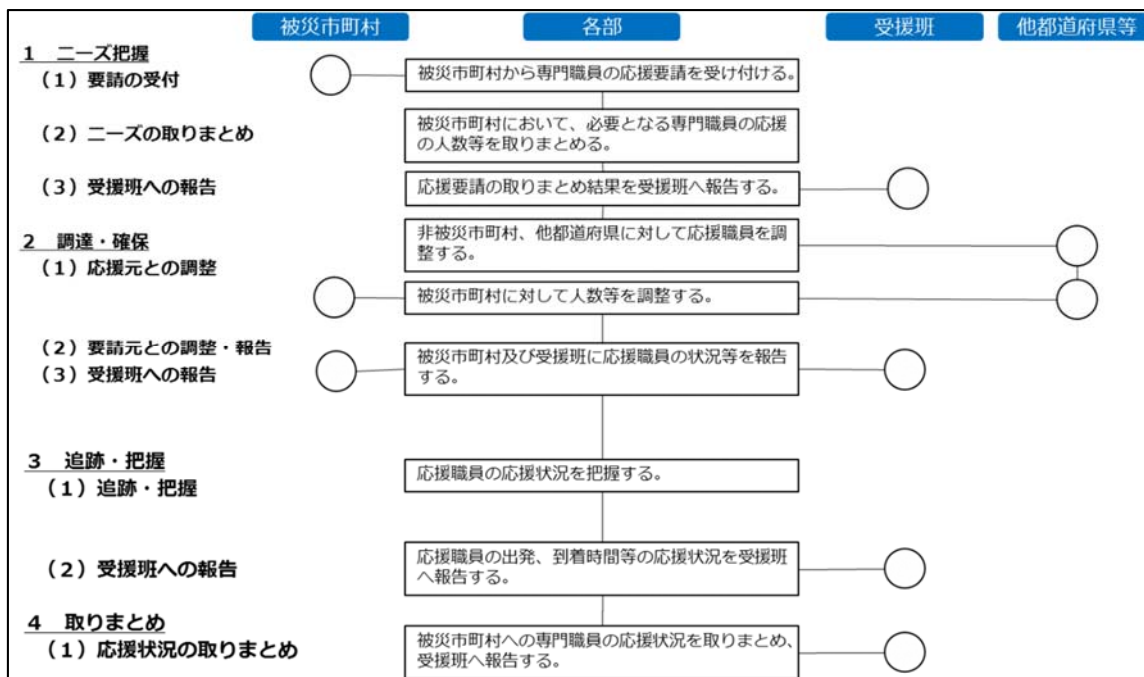 被災市町村 各部 受援班 他都道府県等
1 ニーズ把握
(1)要請の受付
被災市町村から専門職員の応援要請を受け付ける。
(2)ニーズの取りまとめ
被災市町村において、必要となる専門職員の応援
の人数等を取りまとめる。
(3)受援班への報告
応援要請の取りまとめ結果を受援班へ報告する。
2 調達・確保
(1)応援元との調整
非被災市町村、他都道府県に対して応援職員を調
整する。
被災市町村に対して人数等を調整する。
(2)要請元との調整・報告
(3)受援班への報告
被災市町村及び受援班に応援職員の状況等を報告
する。
3 追跡・把握
(1)追跡・把握
応援職員の応援状況を把握する。
(2)受援班への報告
応援職員の出発、到着時間等の応援状況を受援班
へ報告する。
4 取りまとめ
(1)応援状況の取りまとめ
被災市町村への専門職員の応援状況を取りまとめ、
受援班へ報告する。